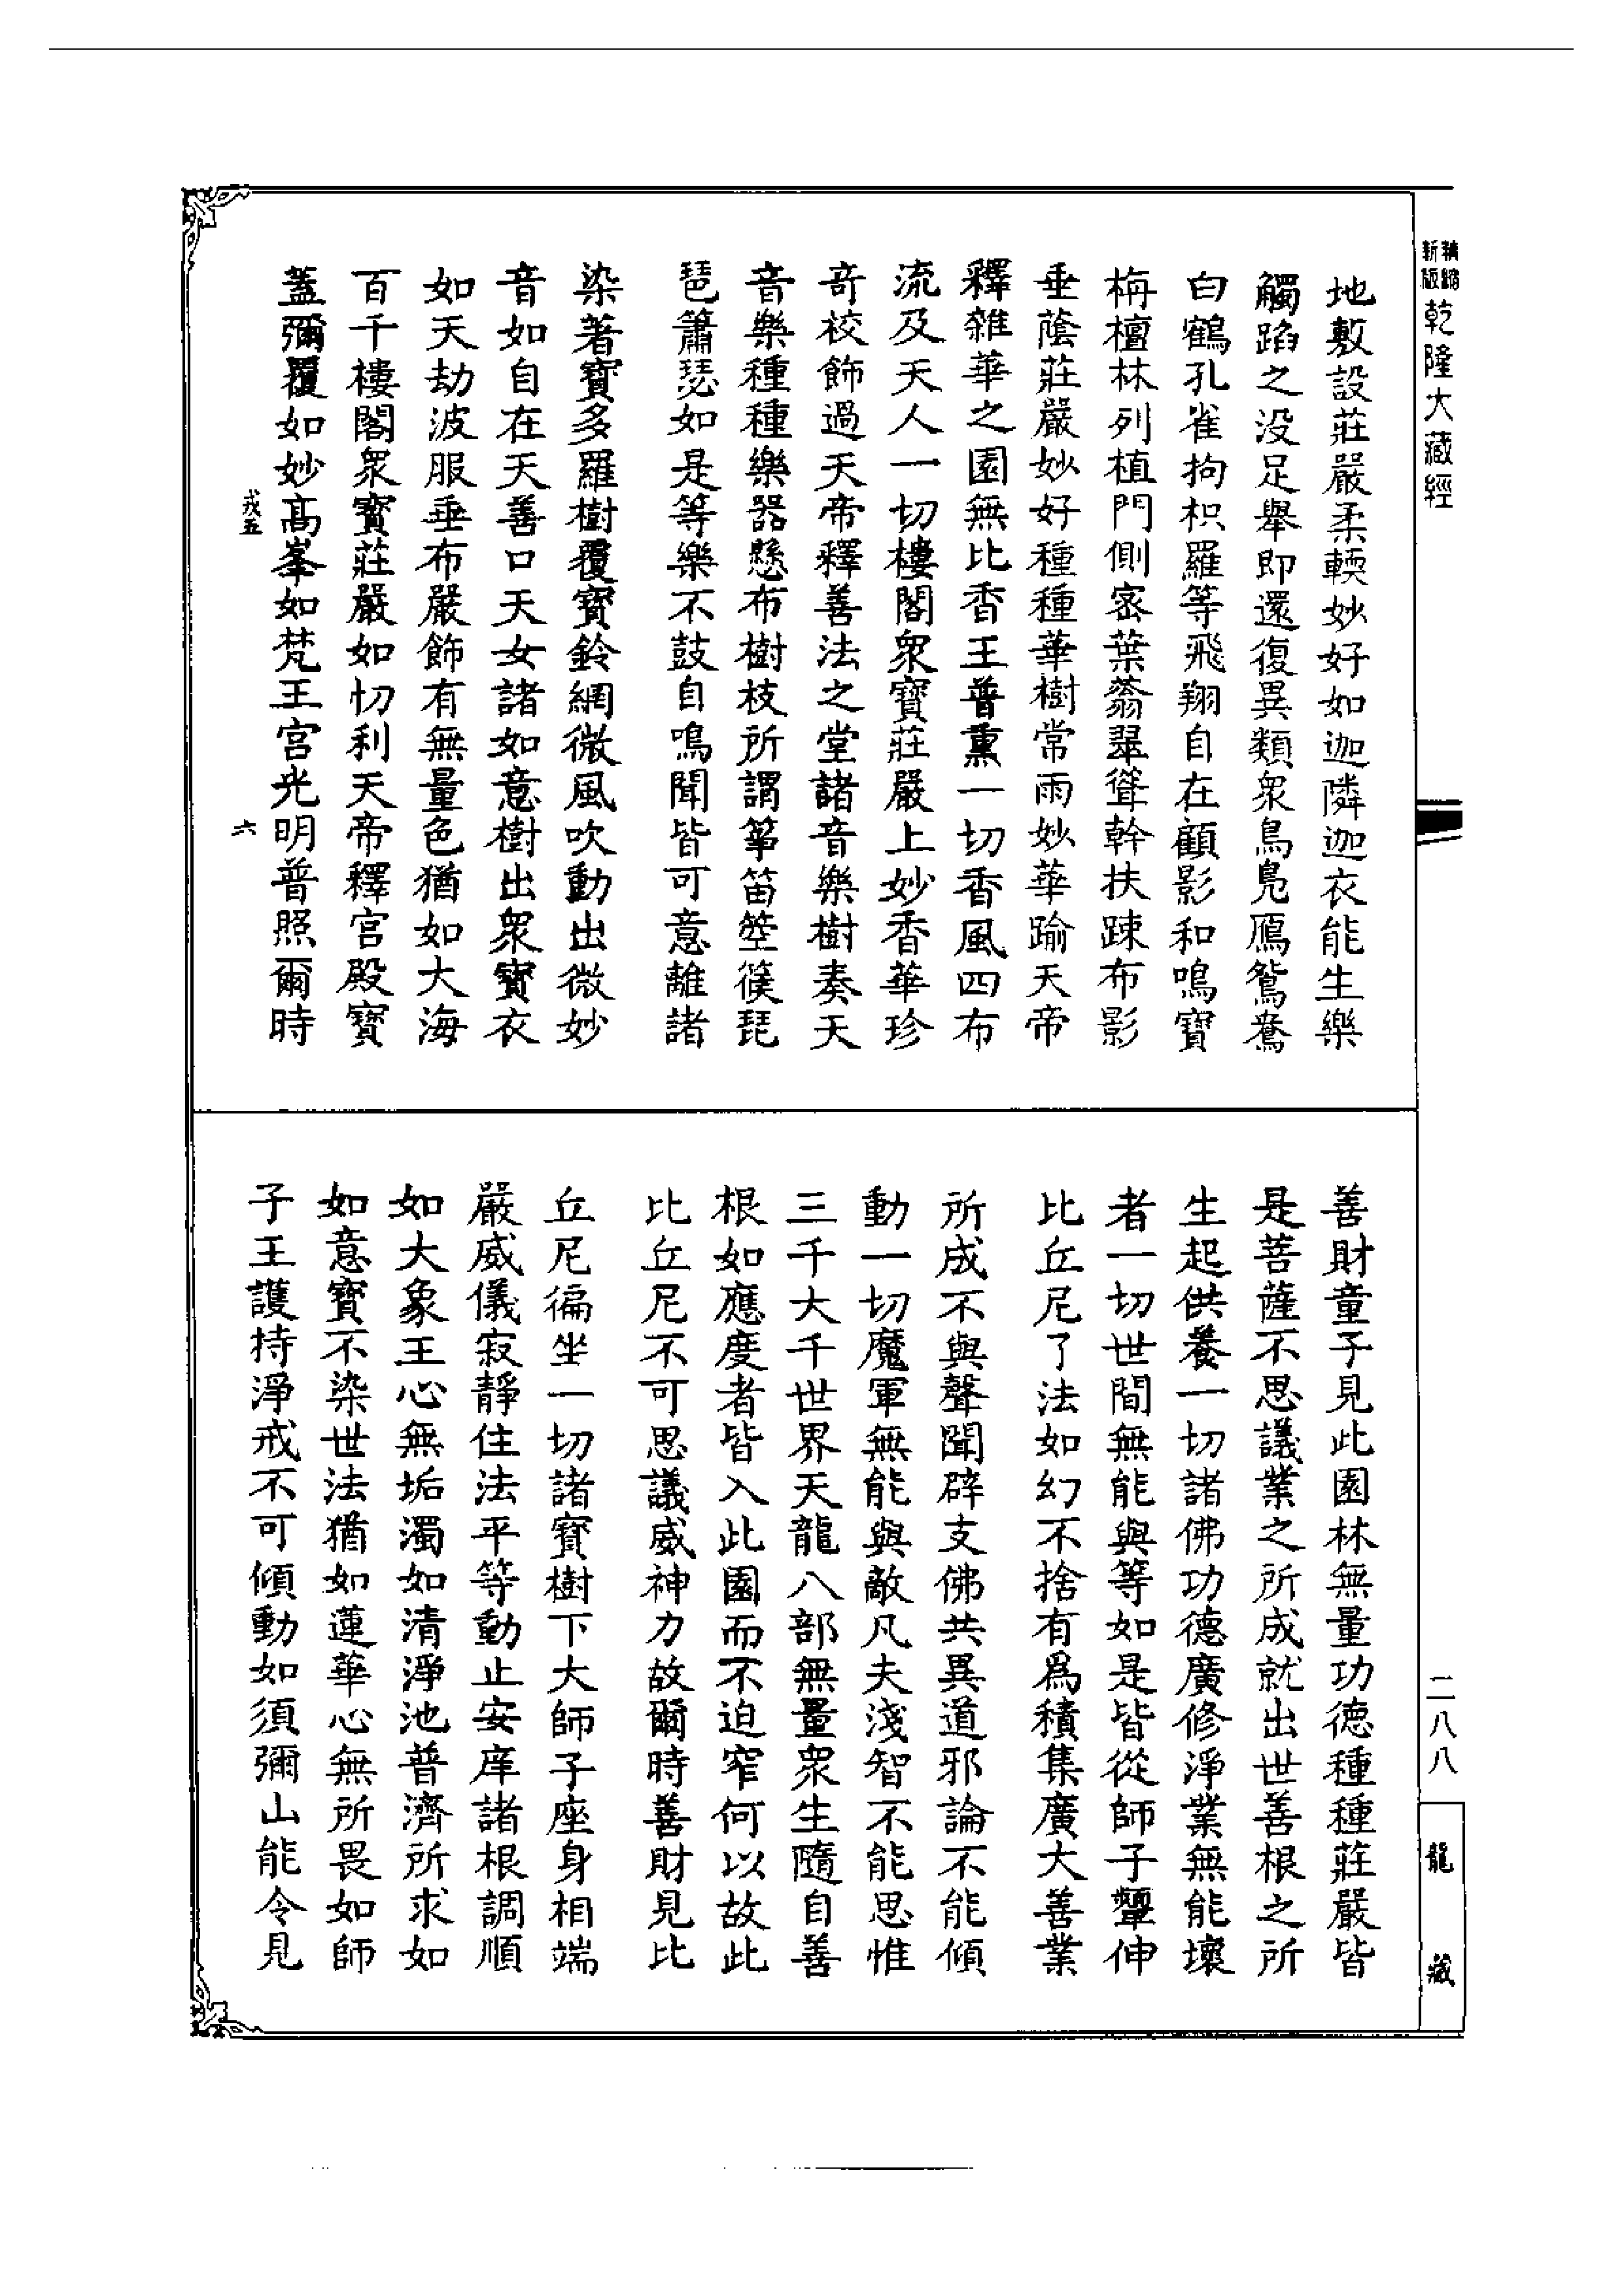 新版精縮
乾隆大藏經
地敷設莊嚴柔輭妙好如迦隣迦衣能生樂
觸蹈之没足舉即還復異類眾鳥鳧鴈鴛鴦
白鶴孔雀拘枳羅等飛翔自在顧影和鳴寶
栴檀林列植門側宻葉蓊翠聳幹扶踈布影
垂蔭莊嚴妙好種種華樹常雨妙華踰天帝
釋雜華之園無比香王普熏一切香風四布
流及天人一切樓閣眾寶莊嚴上妙香華珍
奇校飾過天帝釋善法之堂諸音樂樹奏天
音樂種種樂器懸布樹枝所謂箏笛箜篌琵
琶簫瑟如是等樂不鼓自鳴聞皆可意離諸
染著寶多羅樹覆寶鈴網微風吹動出微妙
音如自在天善口天女諸如意樹出眾寶衣
如天劫波服垂布嚴飾有無量色猶如大海
百千樓閣眾寶莊嚴如忉利天帝釋宮殿寶
蓋彌覆如妙高峯如梵王宮光明普照爾時
戎五
六
善財童子見此園林無量功德種種莊嚴皆
是菩薩不思議業之所成就出世善根之所
生起供養一切諸佛功德廣修淨業無能壞
者一切世間無能與等如是皆從師子顰伸
比丘尼了法如幻不捨有爲積集廣大善業
所成不與聲聞辟支佛共異道邪論不能傾
動一切魔軍無能與敵凡夫淺智不能思惟
三千大千世界天龍八部無量眾生隨自善
根如應度者皆入此園而不迫窄何以故此
比丘尼不可思議威神力故爾時善財見比
丘尼徧坐一切諸寶樹下大師子座身相端
嚴威儀寂靜住法平等動止安庠諸根調順
如大象王心無垢濁如清淨池普濟所求如
如意寶不染世法猶如蓮華心無所畏如師
子王護持淨戒不可傾動如須彌山能令見
二八八
龍藏